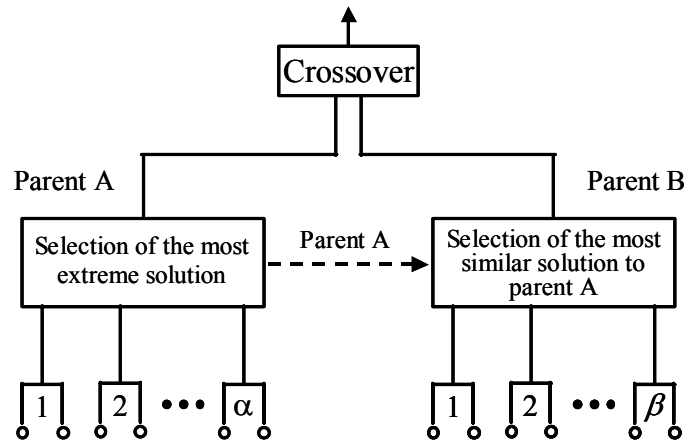 Crossover
Parent A
Parent B
Selection of the most
extreme solution
Parent A
Selection of the most
similar solution to
parent A
1 2 ••• α
1 2 ••• β